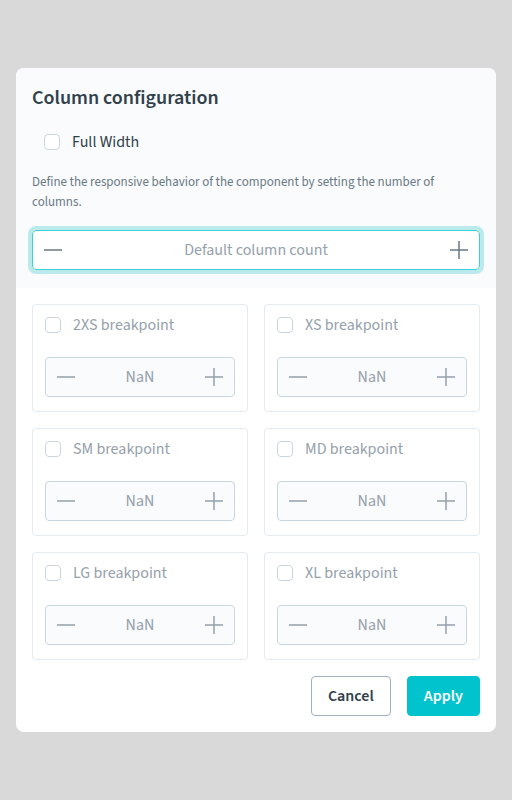 Column configuration
Full Width
Define the responsive behavior of the component by setting the number of
columns.
Default column count
2XS breakpoint
XS breakpoint
NaN
NaN
SM breakpoint
MD breakpoint
NaN
NaN
LG breakpoint
XL breakpoint
NaN
NaN
Cancel
Apply